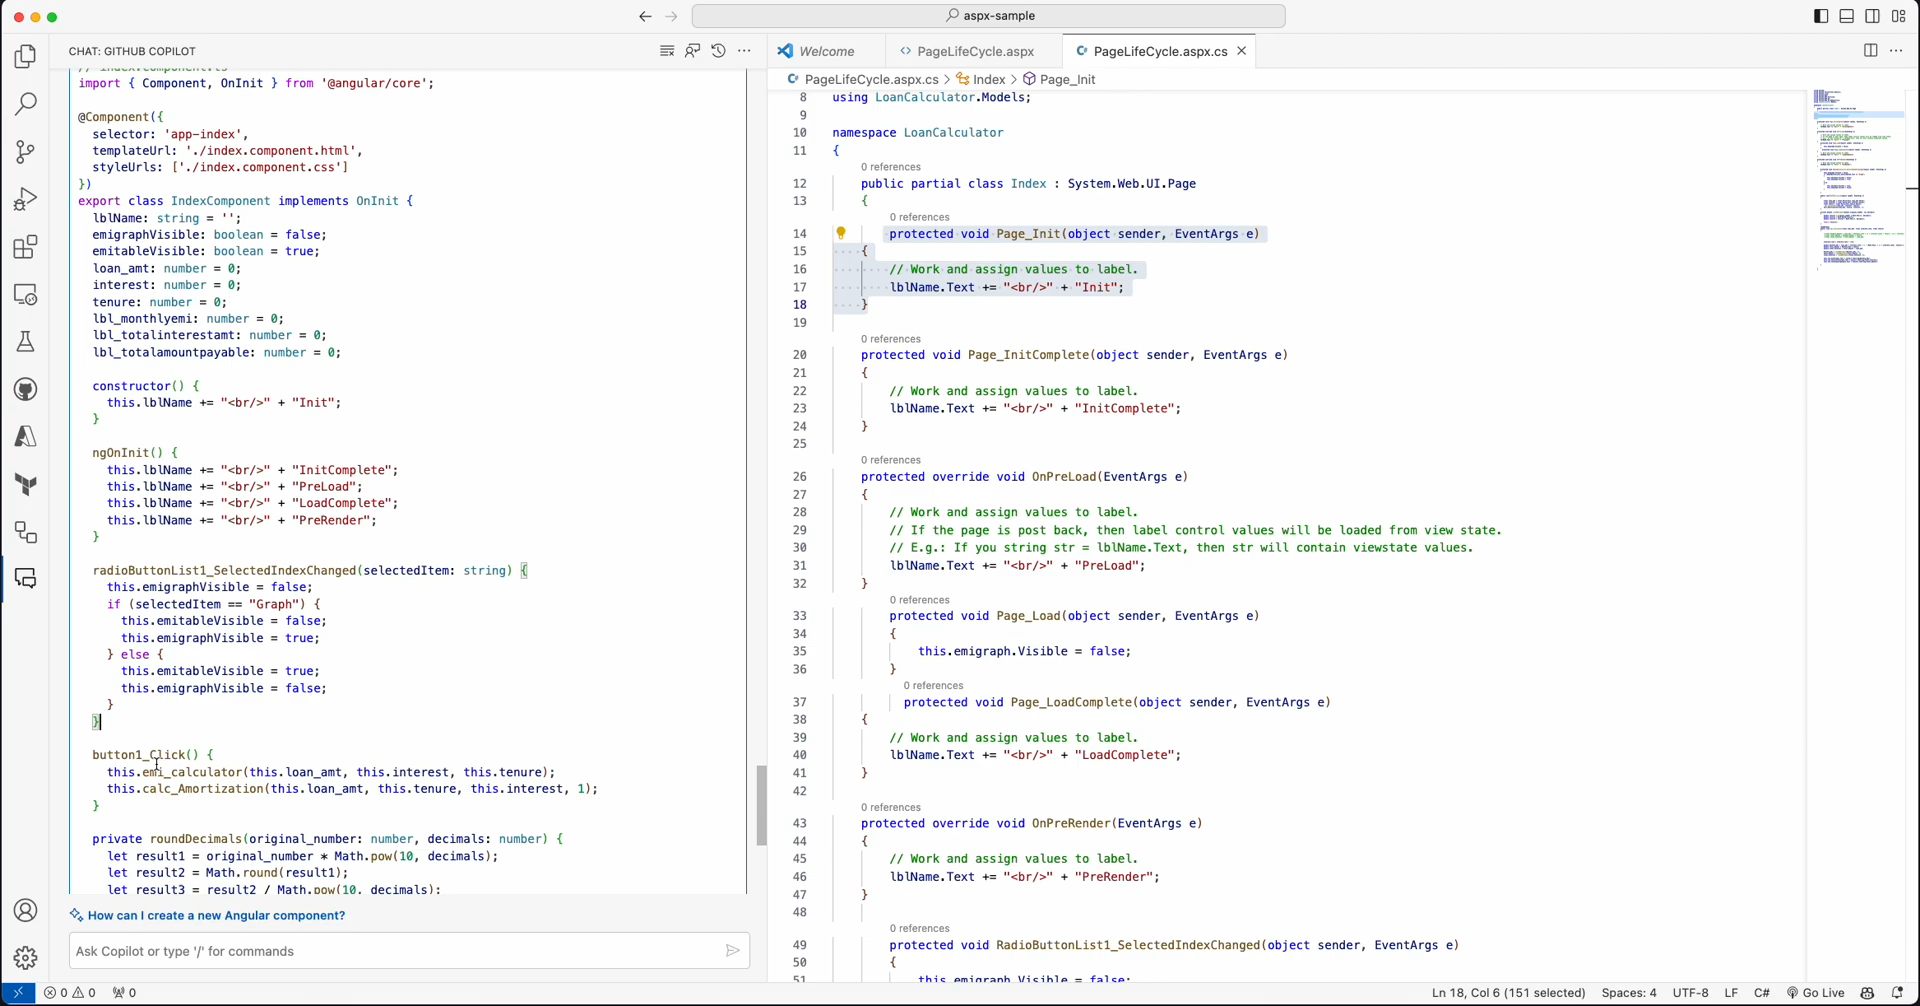 aspx-sample
CHAT: GITHUB COPILOT
import { Component, OnInit } from '@angular/core';
@Component({
selector: 'app-index',
templateUrl: './index.component.html',
styleUrls: ['./index.component.css']
})
export class IndexComponent implements OnInit {
lblName: string = '';
emigraphVisible: boolean = false;
emitableVisible: boolean = true;
loan_amt: number = 0;
interest: number = 0;
tenure: number = 0;
lbl_monthlyemi: number = 0;
lbl_totalinterestamt: number = 0;
lbl_totalamountpayable: number = 0;
constructor() {
this.lblName += "<br/>" + "Init";
}
ngOnInit() {
this.lblName += "<br/>" + "InitComplete";
this.lblName += "<br/>" + "PreLoad";
this.lblName += "<br/>" + "LoadComplete";
this.lblName += "<br/>" + "PreRender";
}
radioButtonList1_SelectedIndexChanged(selectedItem: string) {
this.emigraphVisible = false;
if (selectedItem == "Graph") {
this.emitableVisible = false;
this.emigraphVisible = true;
} else {
this.emitableVisible = true;
this.emigraphVisible = false;
}
}
button1_Click() {
this.emi_calculator(this.loan_amt, this.interest, this.tenure);
this.calc_Amortization(this.loan_amt, this.tenure, this.interest, 1);
}
private roundDecimals(original_number: number, decimals: number) {
let result1 = original_number * Math.pow(10, decimals);
let result2 = Math.round(result1);
let result3 = result2 / Math.pow(10, decimals);
How can I create a new Angular component?
Ask Copilot or type '/' for commands
Welcome
PageLifeCycle.aspx
PageLifeCycle.aspx.cs
PageLifeCycle.aspx.cs > Index > Page_Init
8 using LoanCalculator.Models;
9
10 namespace LoanCalculator
11 {
0 references
12 public partial class Index : System.Web.UI.Page
13 {
0 references
14 protected void Page_Init(object sender, EventArgs e)
15 {
16 // Work and assign values to label.
17 lblName.Text += "<br/>" + "Init";
18 }
19
0 references
20 protected void Page_InitComplete(object sender, EventArgs e)
21 {
22 // Work and assign values to label.
23 lblName.Text += "<br/>" + "InitComplete";
24 }
25
0 references
26 protected override void OnPreLoad(EventArgs e)
27 {
28 // Work and assign values to label.
29 // If the page is post back, then label control values will be loaded from view state.
30 // E.g.: If you string str = lblName.Text, then str will contain viewstate values.
31 lblName.Text += "<br/>" + "PreLoad";
32 }
0 references
33 protected void Page_Load(object sender, EventArgs e)
34 {
35 this.emigraph.Visible = false;
36 }
0 references
37 protected void Page_LoadComplete(object sender, EventArgs e)
38 {
39 // Work and assign values to label.
40 lblName.Text += "<br/>" + "LoadComplete";
41 }
42
0 references
43 protected override void OnPreRender(EventArgs e)
44 {
45 // Work and assign values to label.
46 lblName.Text += "<br/>" + "PreRender";
47 }
48
0 references
49 protected void RadioButtonList1_SelectedIndexChanged(object sender, EventArgs e)
50 {
51 this.emigraph.Visible = false;
0 0 0
Ln 18, Col 6 (151 selected) Spaces: 4 UTF-8 LF C# Go Live